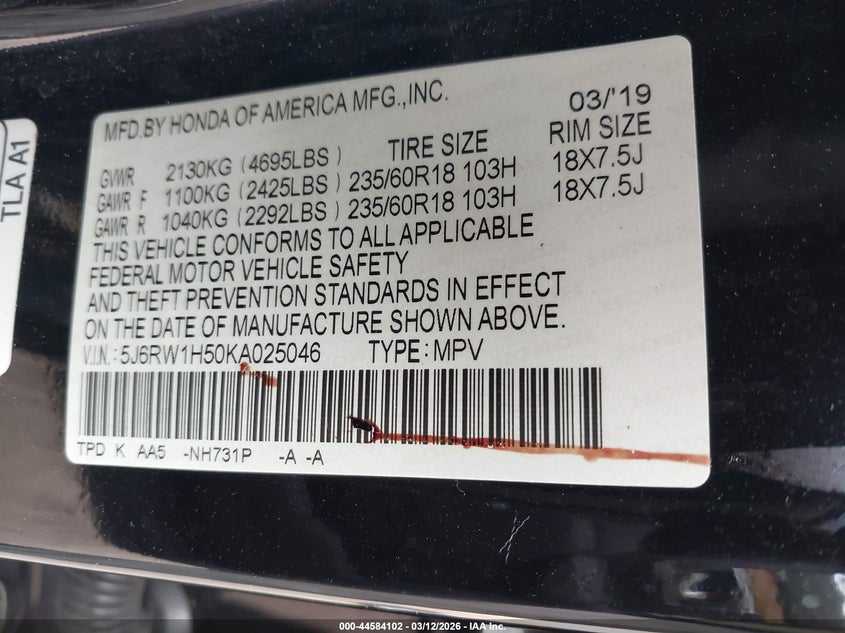 TLA A1
MFD.BY HONDA OF AMERICA MFG.,INC. 03/'19
TIRE SIZE RIM SIZE
GVWR 2130KG (4695LBS)
GAWR F 1100KG (2425LBS) 235/60R18 103H 18X7.5J
GAWR R 1040KG (2292LBS) 235/60R18 103H 18X7.5J
THIS VEHICLE CONFORMS TO ALL APPLICABLE
FEDERAL MOTOR VEHICLE SAFETY
AND THEFT PREVENTION STANDARDS IN EFFECT
ON THE DATE OF MANUFACTURE SHOWN ABOVE.
V.I.N.: 5J6RW1H50KA025046 TYPE: MPV
TPD K AA5 -NH731P -A -A
000-44584102 — 03/12/2026 — IAA Inc.